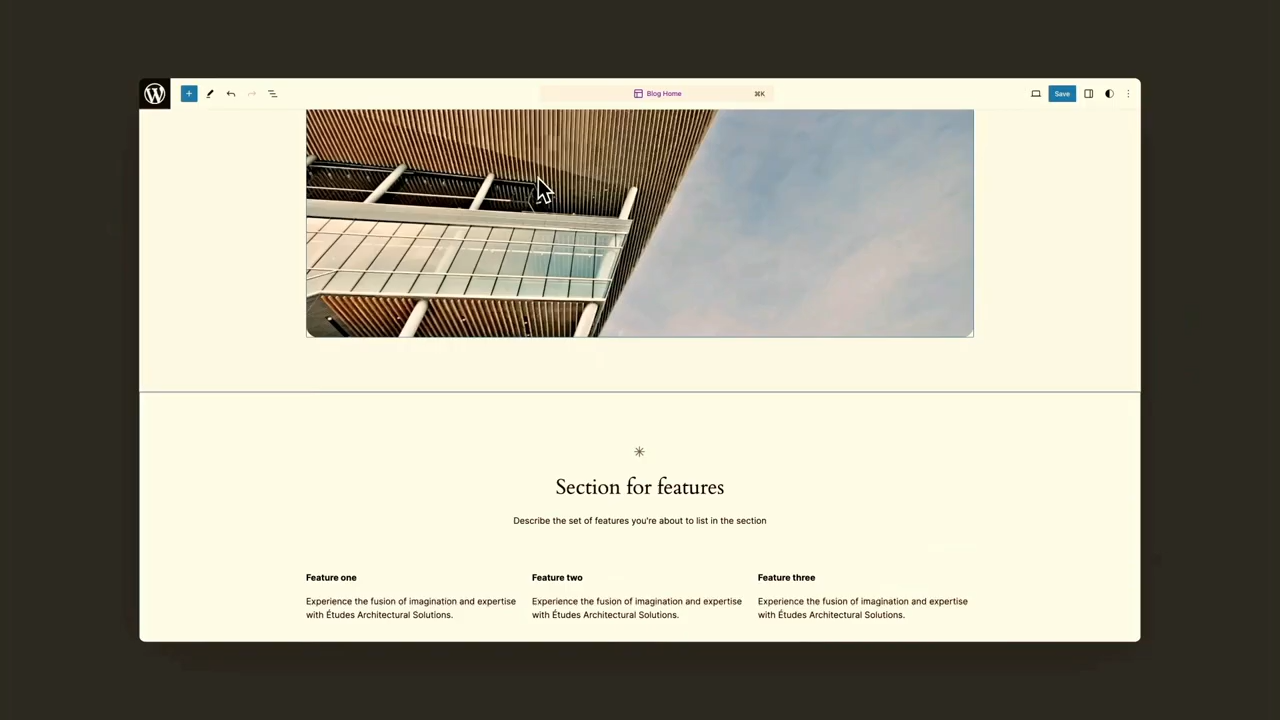 Blog Home
⌘K
Save
Section for features
Describe the set of features you're about to list in the section
Feature one
Feature two
Feature three
Experience the fusion of imagination and expertise
with Études Architectural Solutions.
Experience the fusion of imagination and expertise
with Études Architectural Solutions.
Experience the fusion of imagination and expertise
with Études Architectural Solutions.